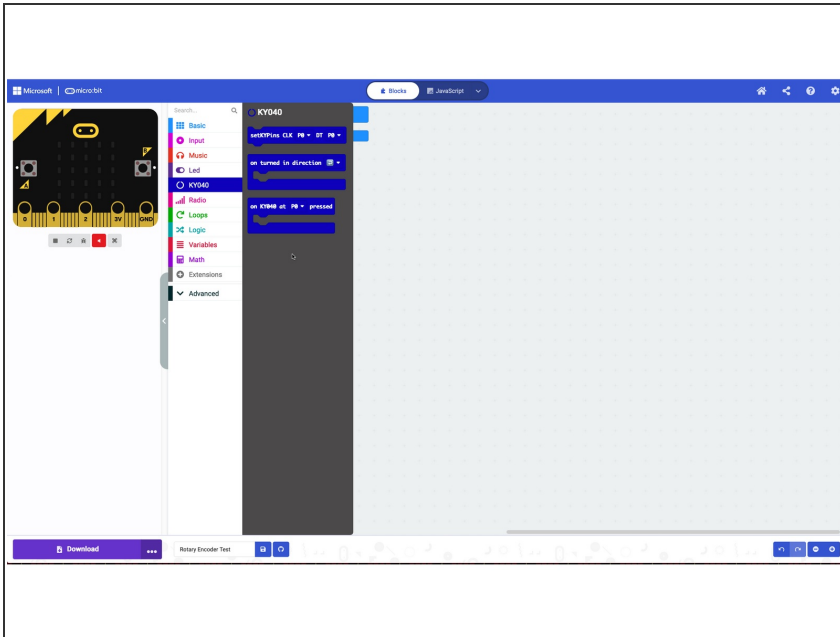 Microsoft micro:bit
Blocks
JavaScript
B
A
0 1 2 3V GND
Search...
Basic
Input
Music
Led
KY040
Radio
Loops
Logic
Variables
Math
Extensions
Advanced
KY040
setKYPins CLK P0 DT P0
on turned in direction
on KY040 at P0 pressed
Download
Rotary Encoder Test